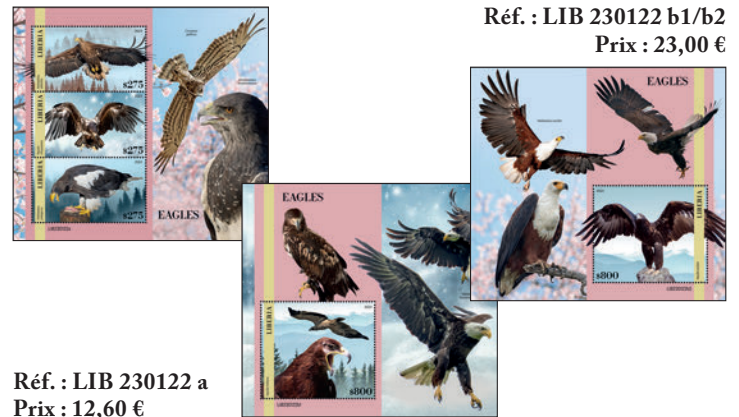 Réf. : LIB 230122 b1/b2
Prix : 23,00 €
LIBERIA
$275
LIBERIA
$275
LIBERIA
$275
EAGLES
EAGLES
LIBERIA
$800
EAGLES
LIBERIA
$800
Réf. : LIB 230122 a
Prix : 12,60 €